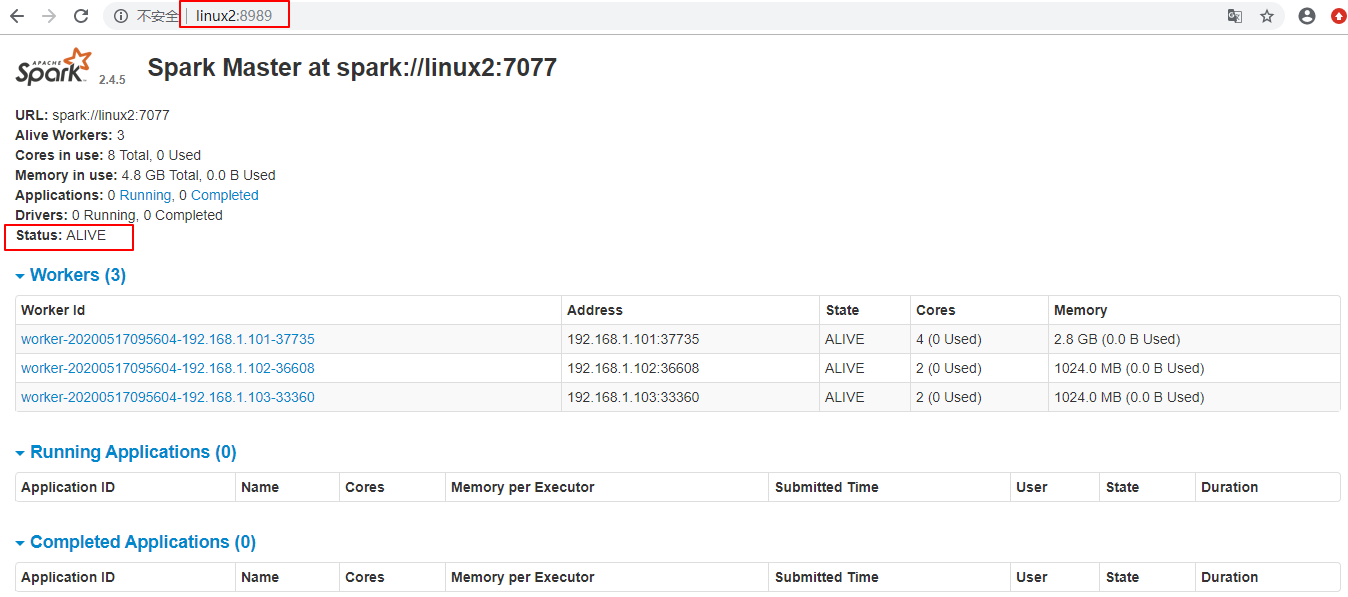 不安全 linux2:8989
APACHE Spark 2.4.5 Spark Master at spark://linux2:7077
URL: spark://linux2:7077
Alive Workers: 3
Cores in use: 8 Total, 0 Used
Memory in use: 4.8 GB Total, 0.0 B Used
Applications: 0 Running, 0 Completed
Drivers: 0 Running, 0 Completed
Status: ALIVE
Workers (3)
Worker Id Address State Cores Memory
worker-20200517095604-192.168.1.101-37735 192.168.1.101:37735 ALIVE 4 (0 Used) 2.8 GB (0.0 B Used)
worker-20200517095604-192.168.1.102-36608 192.168.1.102:36608 ALIVE 2 (0 Used) 1024.0 MB (0.0 B Used)
worker-20200517095604-192.168.1.103-33360 192.168.1.103:33360 ALIVE 2 (0 Used) 1024.0 MB (0.0 B Used)
Running Applications (0)
Application ID Name Cores Memory per Executor Submitted Time User State Duration
Completed Applications (0)
Application ID Name Cores Memory per Executor Submitted Time User State Duration